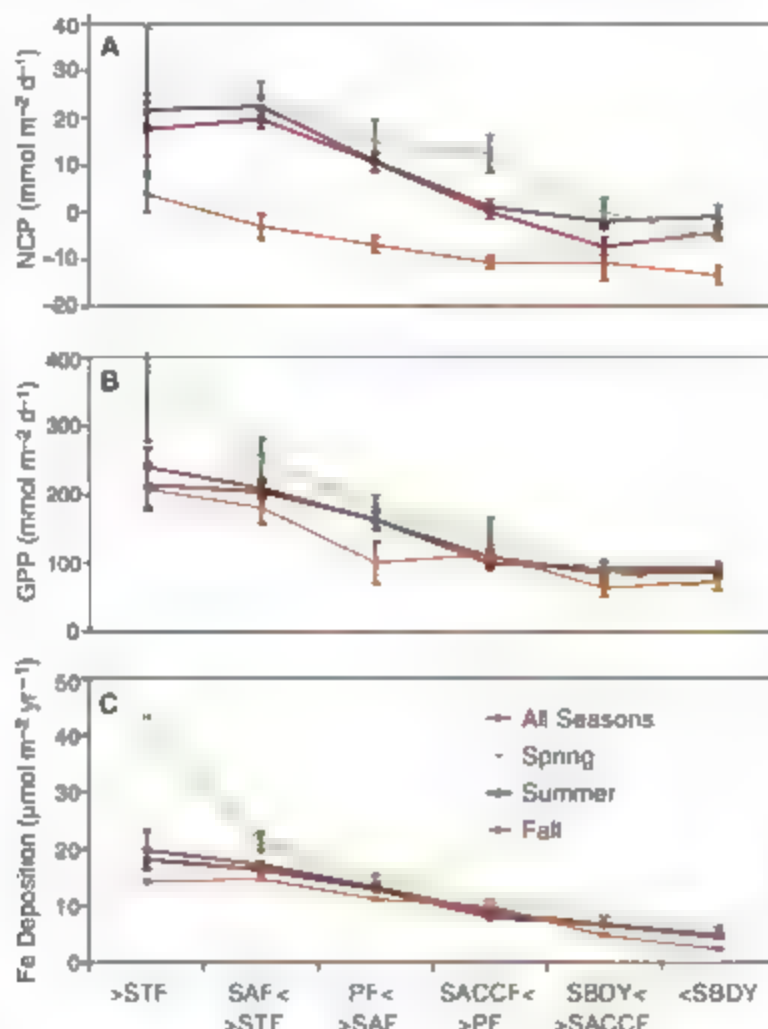 A
NCP (mmol m⁻² d⁻¹)
40
30
20
10
0
-10
-20
B
GPP (mmol m⁻² d⁻¹)
400
300
200
100
0
C
Fe Deposition (µmol m⁻² yr⁻¹)
50
40
30
20
10
0
All Seasons
Spring
Summer
Fall
>STF SAF< PF< SACCF< SBDY< <SBDY
>STF >SAF >PF >SACCF